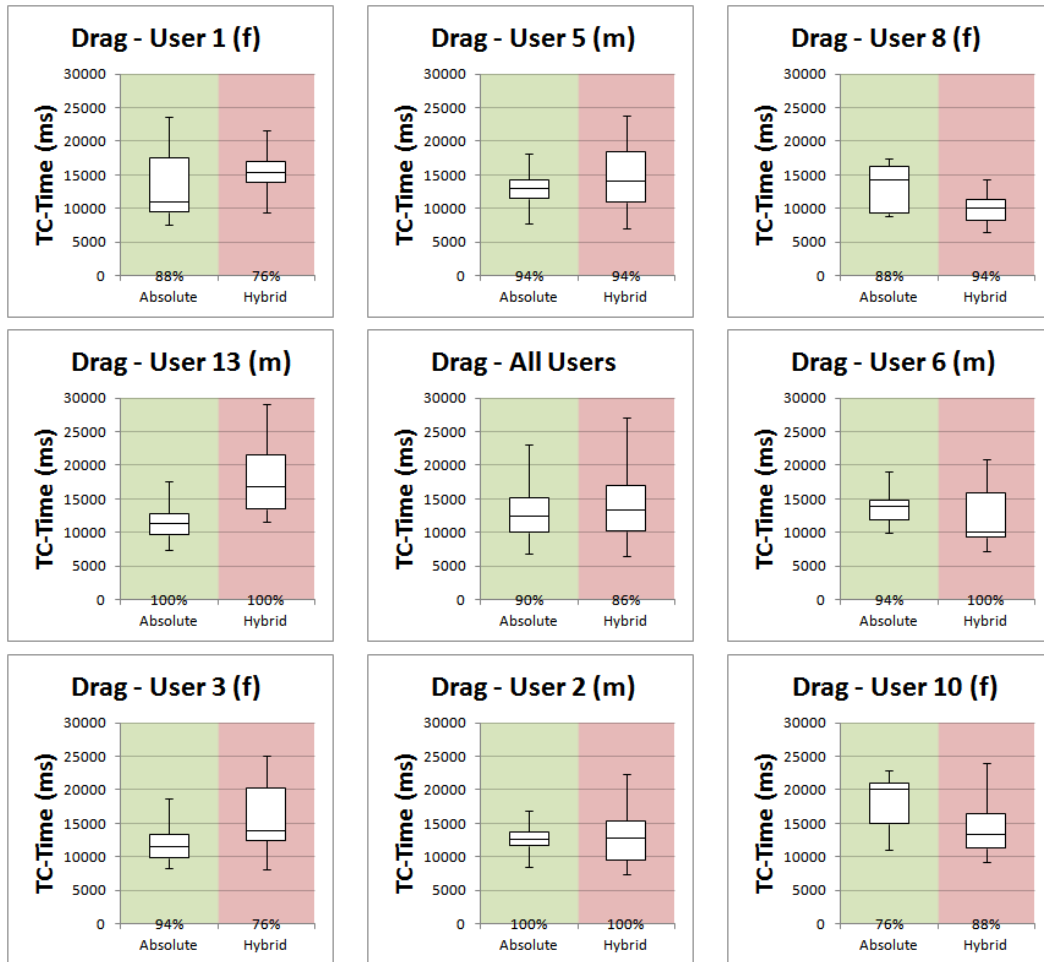 Drag - User 1 (f)
TC-Time (ms)
30000
25000
20000
15000
10000
5000
0
88% 76%
Absolute Hybrid
Drag - User 5 (m)
TC-Time (ms)
30000
25000
20000
15000
10000
5000
0
94% 94%
Absolute Hybrid
Drag - User 8 (f)
TC-Time (ms)
30000
25000
20000
15000
10000
5000
0
88% 94%
Absolute Hybrid
Drag - User 13 (m)
TC-Time (ms)
30000
25000
20000
15000
10000
5000
0
100% 100%
Absolute Hybrid
Drag - All Users
TC-Time (ms)
30000
25000
20000
15000
10000
5000
0
90% 86%
Absolute Hybrid
Drag - User 6 (m)
TC-Time (ms)
30000
25000
20000
15000
10000
5000
0
94% 100%
Absolute Hybrid
Drag - User 3 (f)
TC-Time (ms)
30000
25000
20000
15000
10000
5000
0
94% 76%
Absolute Hybrid
Drag - User 2 (m)
TC-Time (ms)
30000
25000
20000
15000
10000
5000
0
100% 100%
Absolute Hybrid
Drag - User 10 (f)
TC-Time (ms)
30000
25000
20000
15000
10000
5000
0
76% 88%
Absolute Hybrid